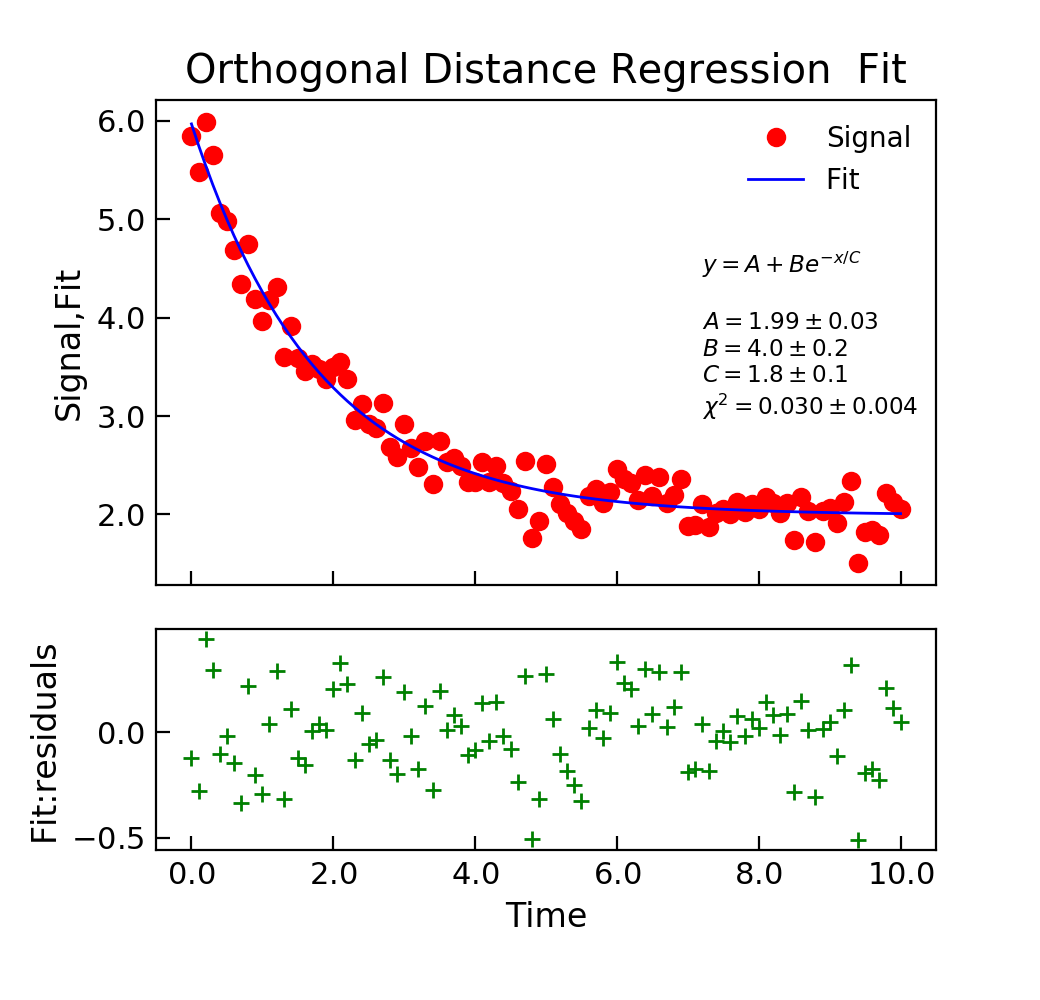 Orthogonal Distance Regression  Fit
6.0
5.0
4.0
3.0
2.0
Signal,Fit
Signal
Fit
y = A + Be^{−x/C}
A = 1.99 ± 0.03
B = 4.0 ± 0.2
C = 1.8 ± 0.1
χ² = 0.030 ± 0.004
0.0
−0.5
Fit:residuals
0.0 2.0 4.0 6.0 8.0 10.0
Time